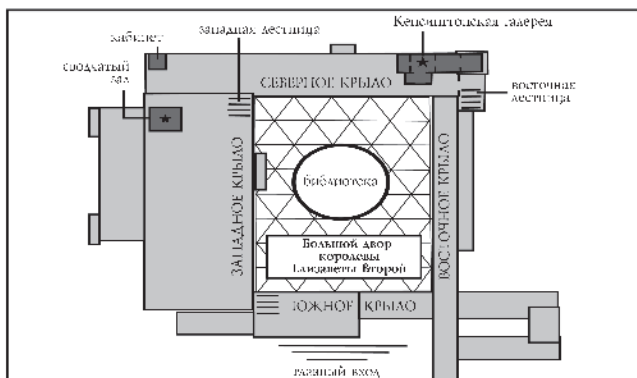 кабинет
западная лестница
Кенсингтонская галерея
сводчатый
зал
СЕВЕРНОЕ КРЫЛО
восточная
лестница
ЗАПАДНОЕ КРЫЛО
библиотека
ВОСТОЧНОЕ КРЫЛО
Большой двор
королевы
Елизаветы Второй
ЮЖНОЕ КРЫЛО
главный вход